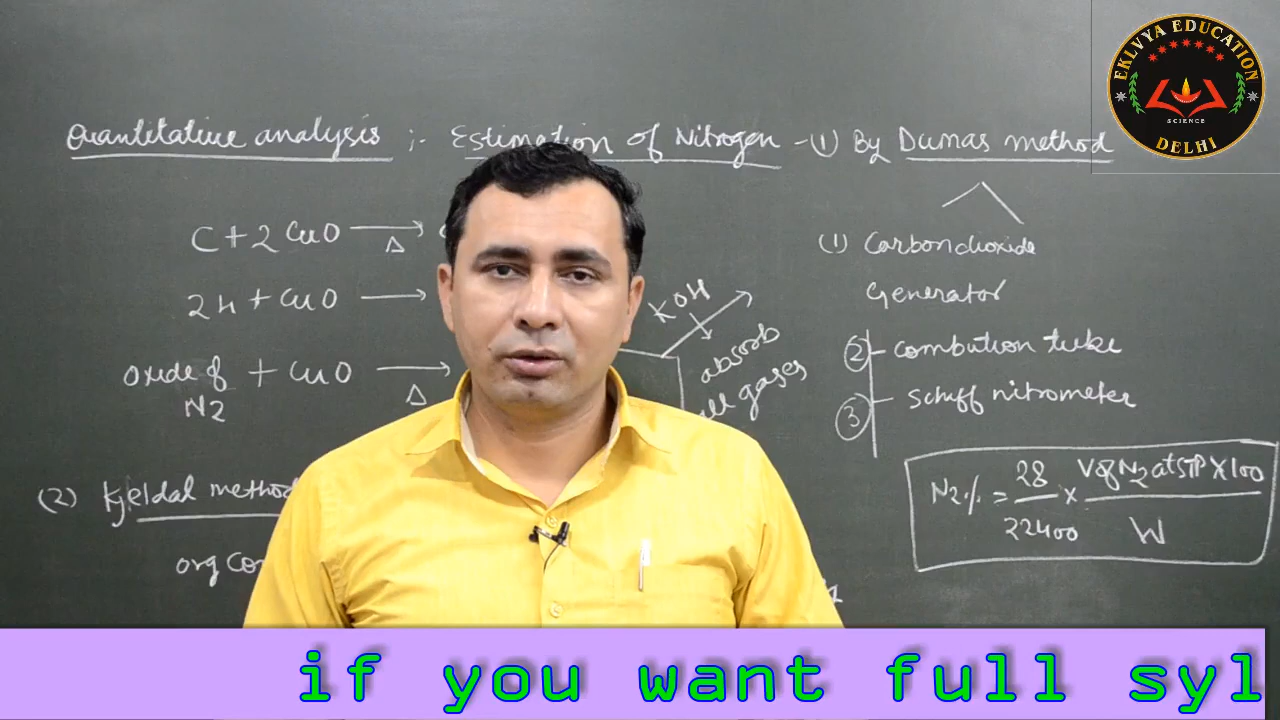 EKLVYA EDUCATION
SCIENCE
DELHI
Quantitative analysis ;- Estimation of Nitrogen -(1) By Dumas method
C + 2 CuO → Δ
2H + CuO →
oxide of N2 + CuO → Δ
KOH
absorb
all gases
(1) Carbondioxide
Generator
(2) combution tube
(3) Schiff nitrometer
N2% = 28/22400 × V of N2 at STP X 100/W
(2) Kjeldal method
org
if you want full syl